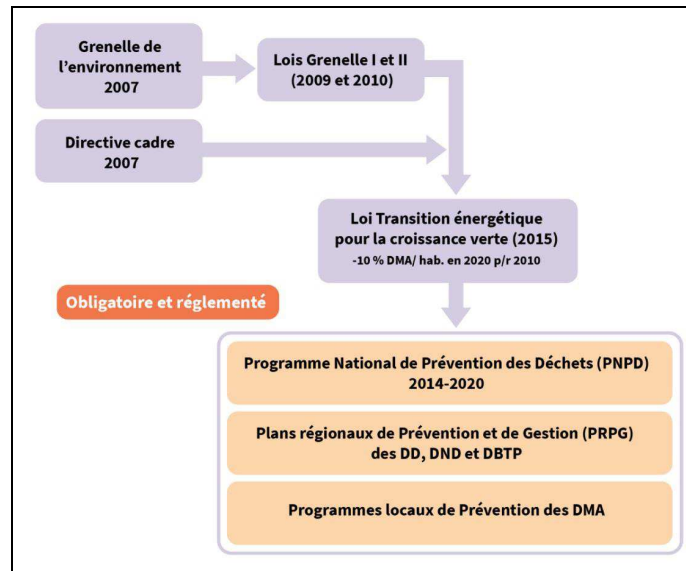 Grenelle de
l'environnement
2007
Lois Grenelle I et II
(2009 et 2010)
Directive cadre
2007
Loi Transition énergétique
pour la croissance verte (2015)
-10 % DMA/ hab. en 2020 p/r 2010
Obligatoire et réglementé
Programme National de Prévention des Déchets (PNPD)
2014-2020
Plans régionaux de Prévention et de Gestion (PRPG)
des DD, DND et DBTP
Programmes locaux de Prévention des DMA